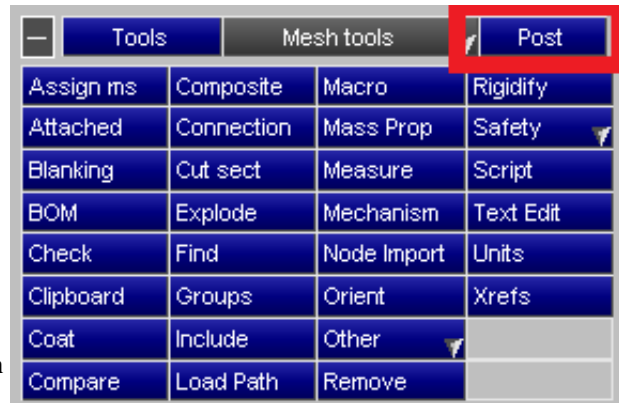 Tools Mesh tools Post
Assign ms Composite Macro Rigidify
Attached Connection Mass Prop Safety
Blanking Cut sect Measure Script
BOM Explode Mechanism Text Edit
Check Find Node Import Units
Clipboard Groups Orient Xrefs
Coat Include Other
Compare Load Path Remove